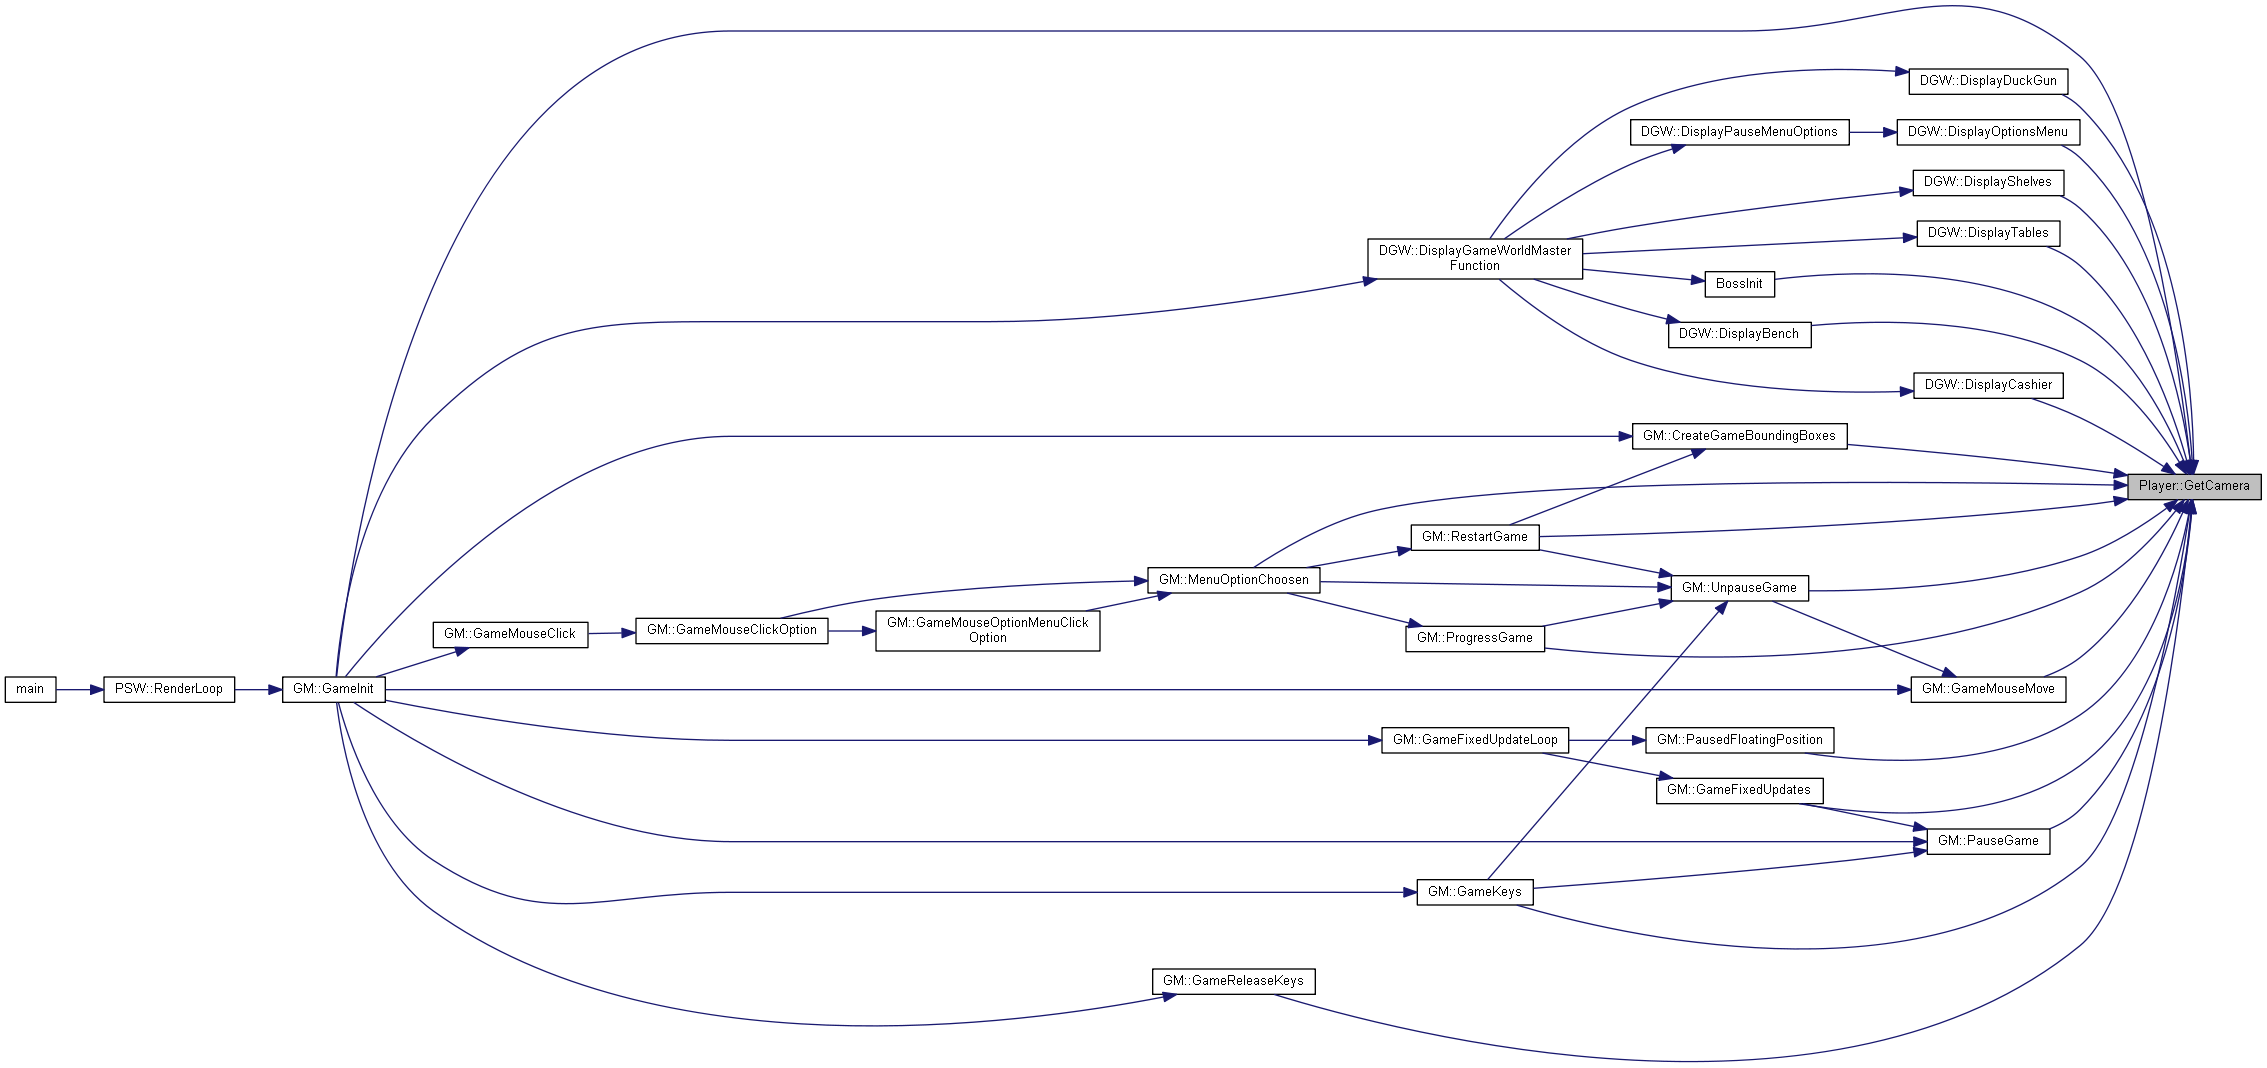 DGW::DisplayDuckGun
DGW::DisplayPauseMenuOptions
DGW::DisplayOptionsMenu
DGW::DisplayShelves
DGW::DisplayTables
DGW::DisplayGameWorldMaster
Function
BossInit
DGW::DisplayBench
DGW::DisplayCashier
GM::CreateGameBoundingBoxes
Player::GetCamera
GM::RestartGame
GM::MenuOptionChoosen
GM::UnpauseGame
GM::GameMouseClick
GM::GameMouseClickOption
GM::GameMouseOptionMenuClick
Option
GM::ProgressGame
main
PSW::RenderLoop
GM::GameInit
GM::GameMouseMove
GM::GameFixedUpdateLoop
GM::PausedFloatingPosition
GM::GameFixedUpdates
GM::PauseGame
GM::GameKeys
GM::GameReleaseKeys